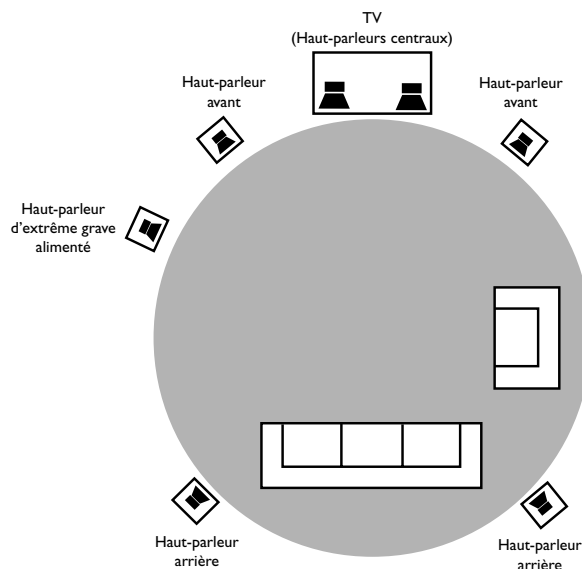 TV
(Haut-parleurs centraux)
Haut-parleur
avant
Haut-parleur
avant
Haut-parleur
d'extrême grave
alimenté
Haut-parleur
arrière
Haut-parleur
arrière